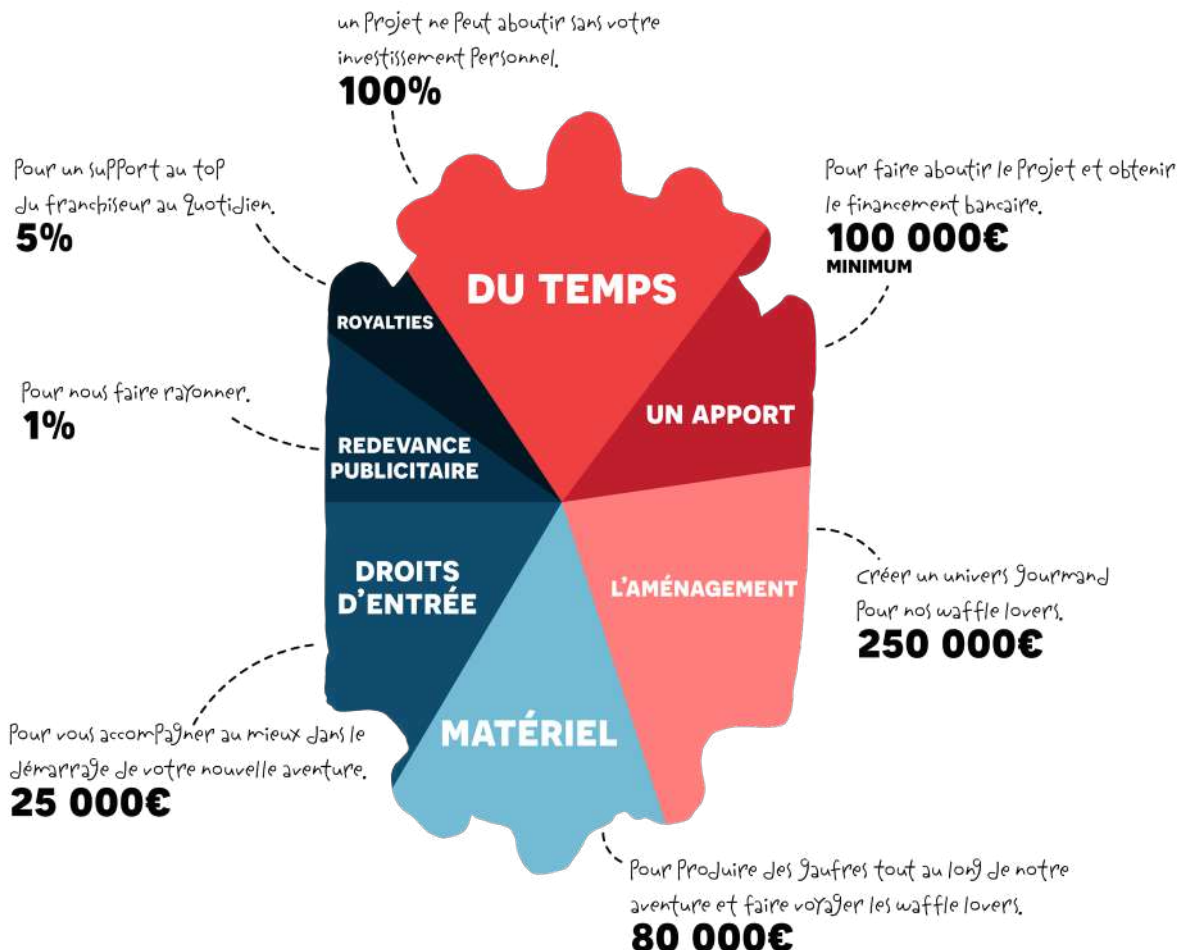 un Projet ne Peut aboutir sans votre
investissement Personnel.
100%
Pour un support au top
du franchiseur au quotidien.
5%
Pour faire aboutir le Projet et obtenir
le financement bancaire.
100 000€
MINIMUM
DU TEMPS
ROYALTIES
Pour nous faire rayonner.
1%
UN APPORT
REDEVANCE
PUBLICITAIRE
DROITS
D'ENTRÉE
L'AMÉNAGEMENT
créer un univers gourmand
Pour nos waffle lovers.
250 000€
MATÉRIEL
Pour vous accompagner au mieux dans le
démarrage de votre nouvelle aventure.
25 000€
Pour Produire des gaufres tout au long de notre
aventure et faire voyager les waffle lovers.
80 000€